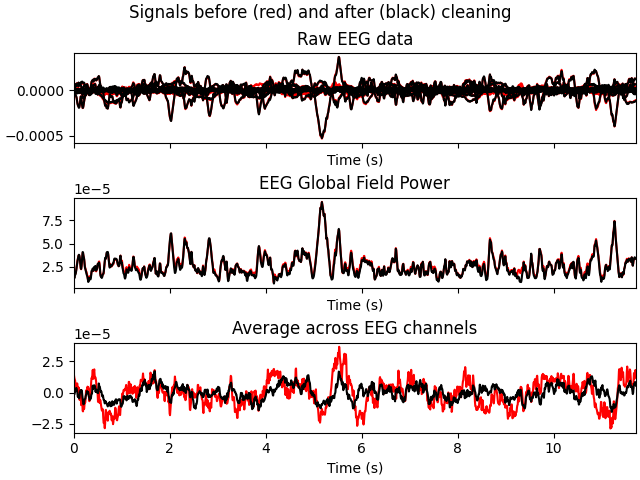 Signals before (red) and after (black) cleaning
Raw EEG data
0.0000
−0.0005
Time (s)
EEG Global Field Power
1e−5
7.5
5.0
2.5
Time (s)
Average across EEG channels
1e−5
2.5
0.0
−2.5
0 2 4 6 8 10
Time (s)